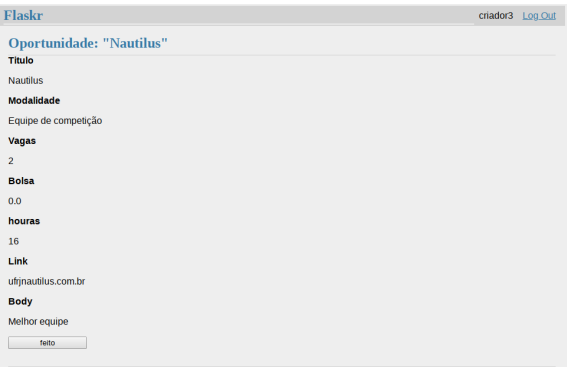 Flaskr
criador3 Log Out
Oportunidade: "Nautilus"
Titulo
Nautilus
Modalidade
Equipe de competição
Vagas
2
Bolsa
0.0
houras
16
Link
ufrjnautilus.com.br
Body
Melhor equipe
feito